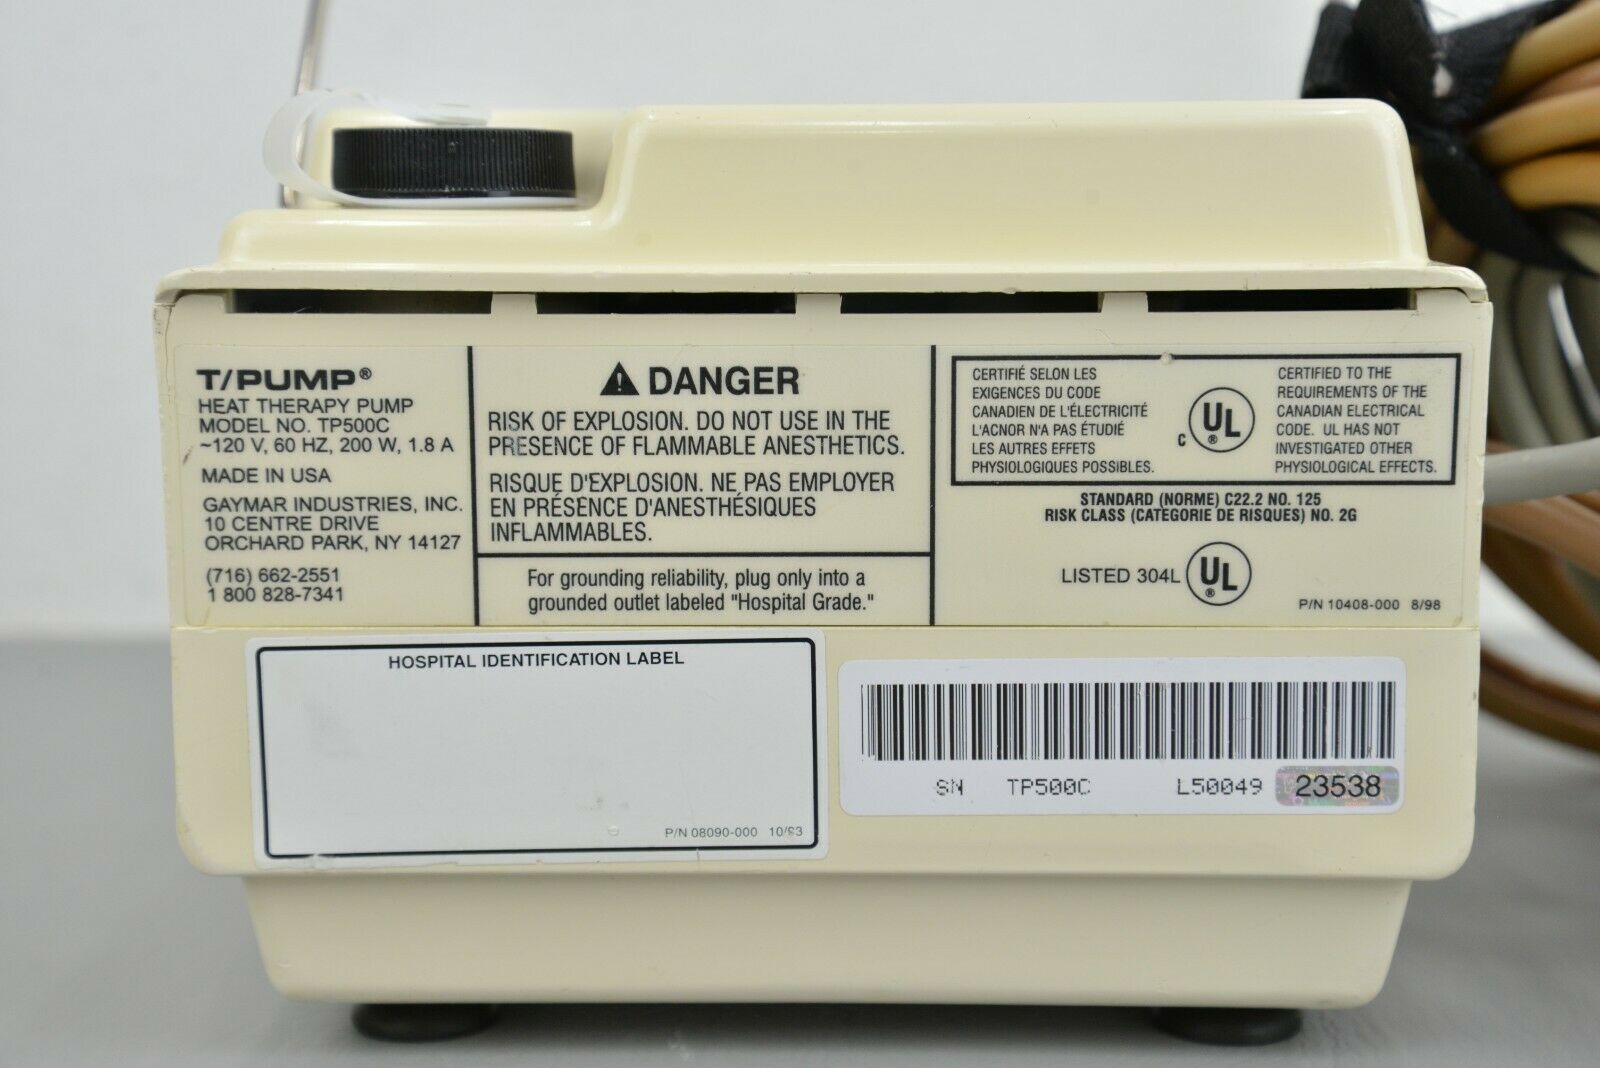 T/PUMP®
HEAT THERAPY PUMP
MODEL NO. TP500C
~120 V, 60 HZ, 200 W, 1.8 A
MADE IN USA
GAYMAR INDUSTRIES, INC.
10 CENTRE DRIVE
ORCHARD PARK, NY 14127
(716) 662-2551
1 800 828-7341
DANGER
RISK OF EXPLOSION. DO NOT USE IN THE
PRESENCE OF FLAMMABLE ANESTHETICS.
RISQUE D'EXPLOSION. NE PAS EMPLOYER
EN PRÉSENCE D'ANESTHÉSIQUES
INFLAMMABLES.
For grounding reliability, plug only into a
grounded outlet labeled "Hospital Grade."
CERTIFIÉ SELON LES
EXIGENCES DU CODE
CANADIEN DE L'ÉLECTRICITÉ
L'ACNOR N'A PAS ÉTUDIÉ
LES AUTRES EFFETS
PHYSIOLOGIQUES POSSIBLES.
C UL ®
CERTIFIED TO THE
REQUIREMENTS OF THE
CANADIAN ELECTRICAL
CODE. UL HAS NOT
INVESTIGATED OTHER
PHYSIOLOGICAL EFFECTS.
STANDARD (NORME) C22.2 NO. 125
RISK CLASS (CATÉGORIE DE RISQUES) NO. 2G
LISTED 304L UL ®
P/N 10408-000 8/98
HOSPITAL IDENTIFICATION LABEL
P/N 08090-000 10/93
SN TP500C L50049 23538